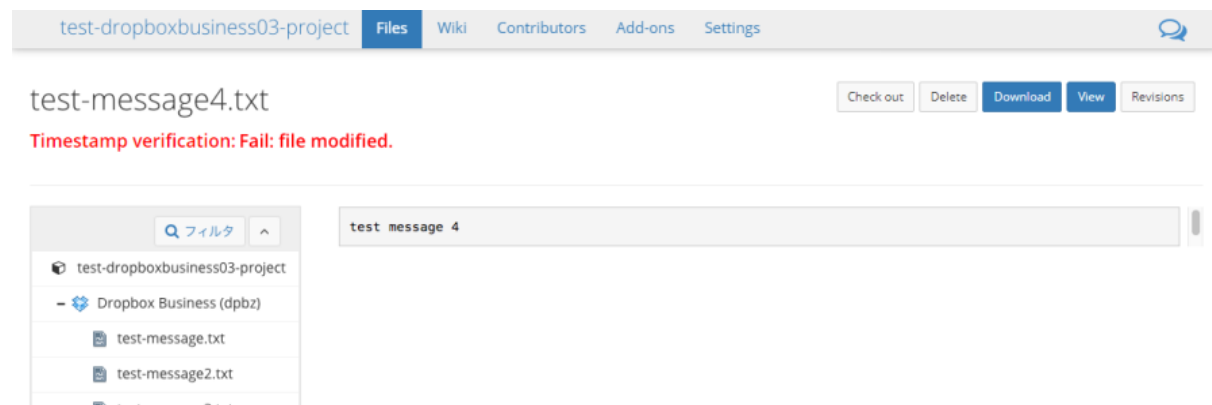 test-dropboxbusiness03-project Files Wiki Contributors Add-ons Settings
test-message4.txt
Check out Delete Download View Revisions
Timestamp verification: Fail: file modified.
フィルタ
test message 4
test-dropboxbusiness03-project
Dropbox Business (dpbz)
test-message.txt
test-message2.txt